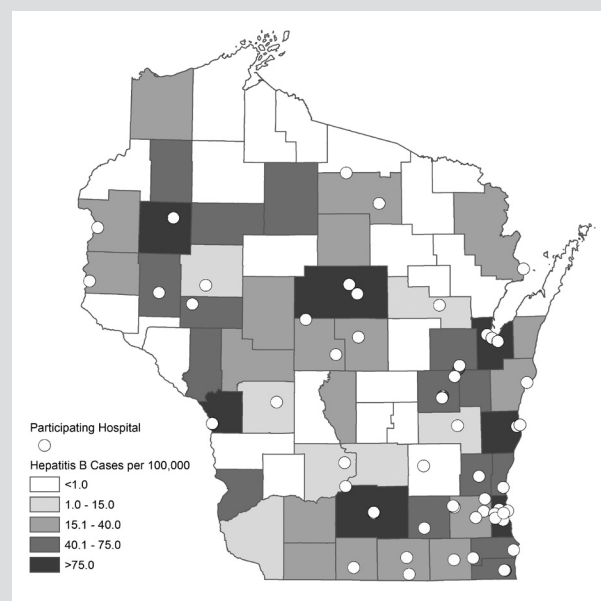 Participating Hospital
Hepatitis B Cases per 100,000
<1.0
1.0 - 15.0
15.1 - 40.0
40.1 - 75.0
>75.0